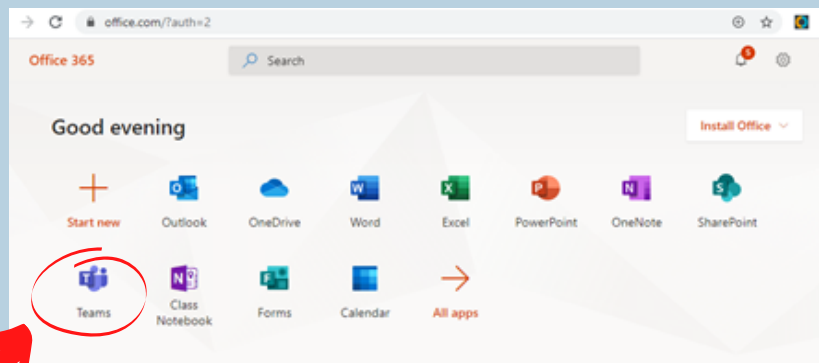 office.com/?auth=2
Office 365
Search
5
Good evening
Install Office
Start new
Outlook
OneDrive
Word
Excel
PowerPoint
OneNote
SharePoint
Teams
Class
Notebook
Forms
Calendar
All apps